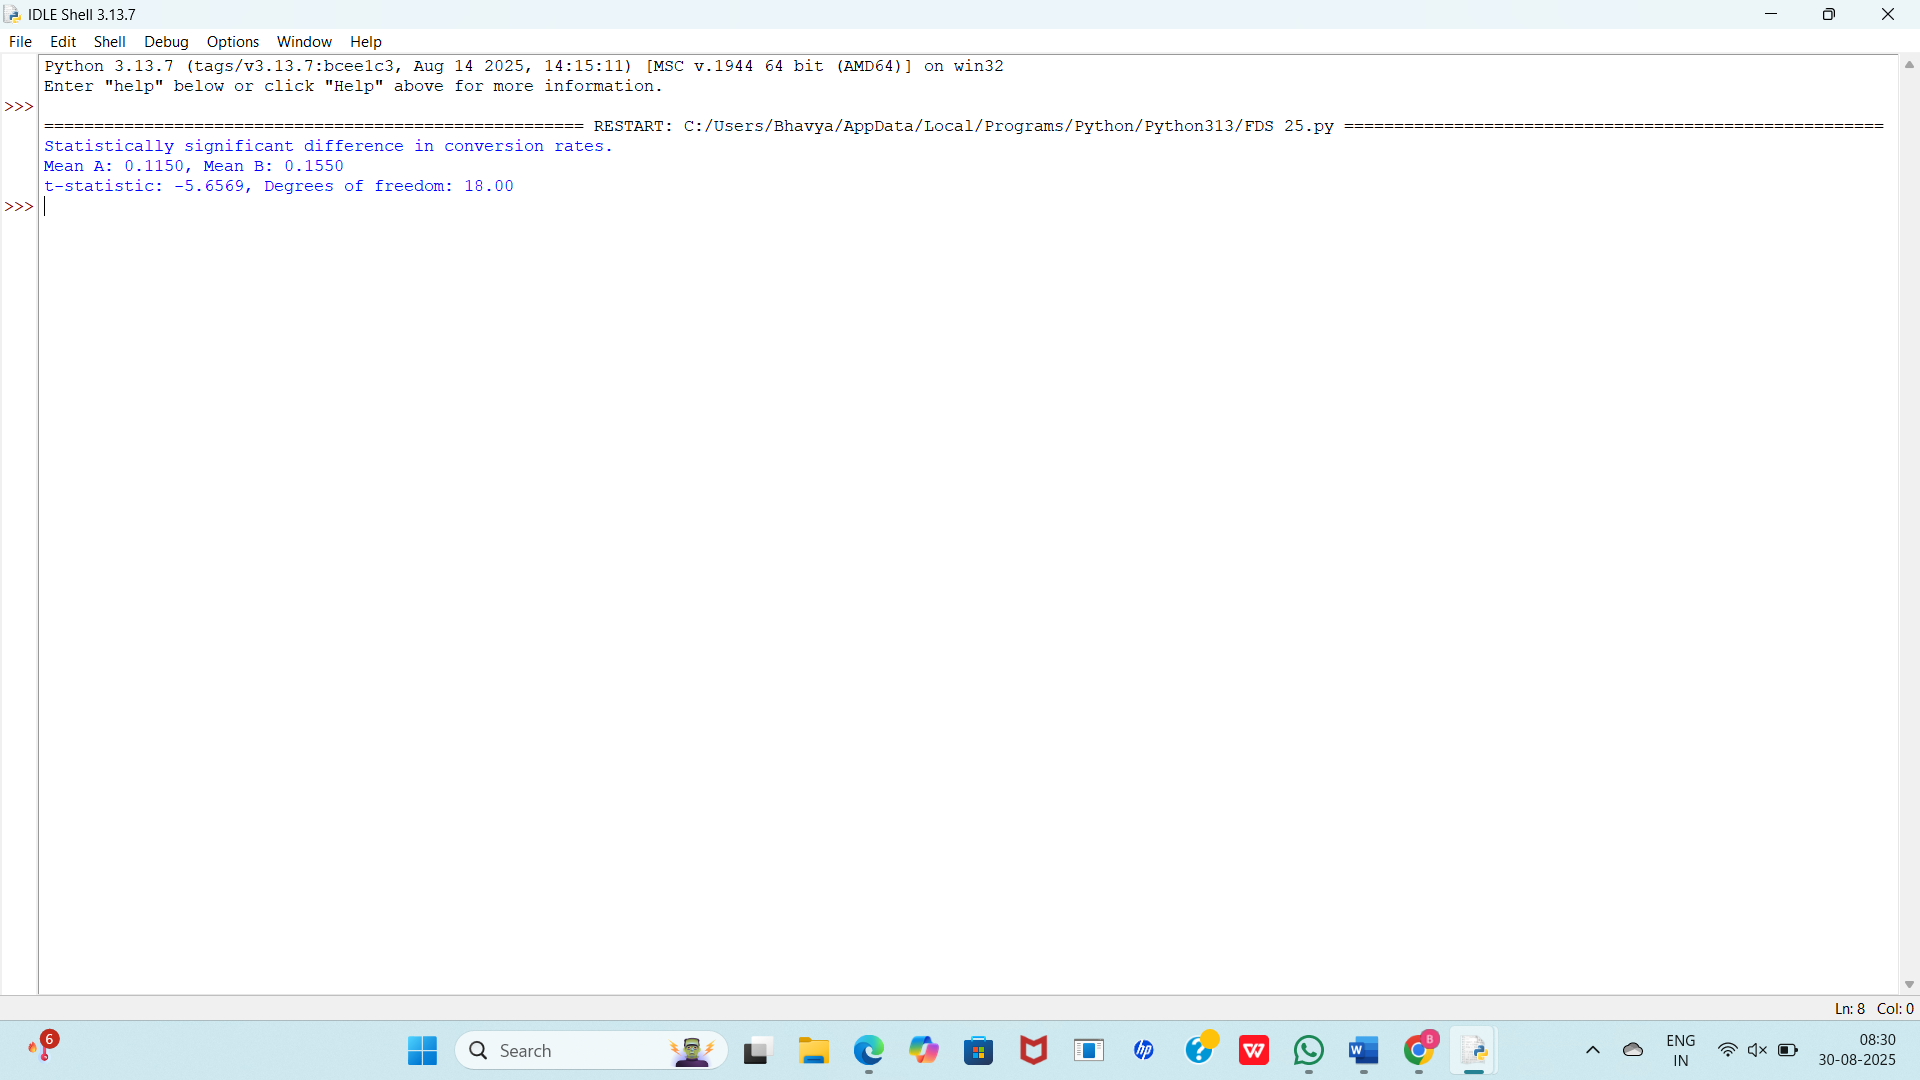 IDLE Shell 3.13.7
File Edit Shell Debug Options Window Help
Python 3.13.7 (tags/v3.13.7:bcee1c3, Aug 14 2025, 14:15:11) [MSC v.1944 64 bit (AMD64)] on win32
Enter "help" below or click "Help" above for more information.
>>>
====================================================== RESTART: C:/Users/Bhavya/AppData/Local/Programs/Python/Python313/FDS 25.py ======================================================
Statistically significant difference in conversion rates.
Mean A: 0.1150, Mean B: 0.1550
t-statistic: -5.6569, Degrees of freedom: 18.00
>>>
Ln: 8 Col: 0
6
Search
hp
?
W
W
B
ENG
IN
08:30
30-08-2025